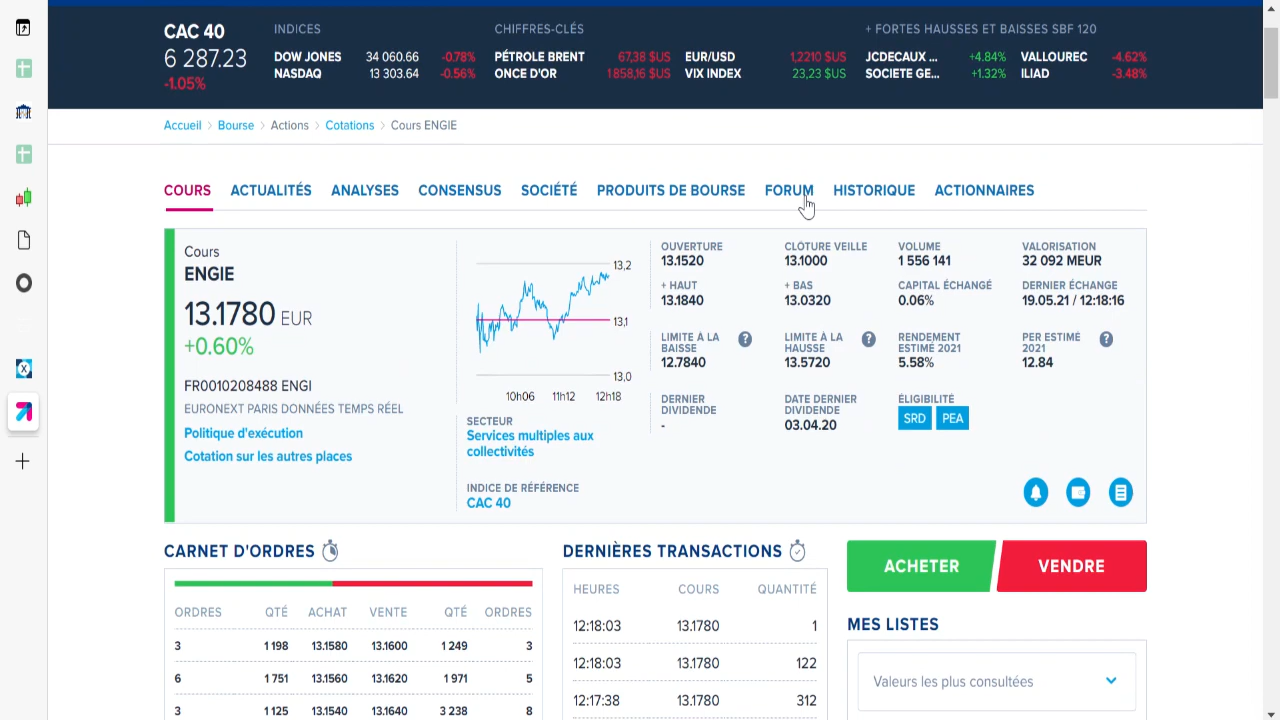 CAC 40
6 287.23
-1.05%
INDICES
DOW JONES 34 060.66 -0.78%
NASDAQ 13 303.64 -0.56%
CHIFFRES-CLÉS
PÉTROLE BRENT 67,38 $US EUR/USD 1,2210 $US
ONCE D'OR 1 858,16 $US VIX INDEX 23,23 $US
+ FORTES HAUSSES ET BAISSES SBF 120
JCDECAUX ... +4.84% VALLOUREC -4.62%
SOCIETE GE... +1.32% ILIAD -3.48%
Accueil > Bourse > Actions > Cotations > Cours ENGIE
COURS ACTUALITÉS ANALYSES CONSENSUS SOCIÉTÉ PRODUITS DE BOURSE FORUM HISTORIQUE ACTIONNAIRES
Cours
ENGIE
13.1780 EUR
+0.60%
FR0010208488 ENGI
EURONEXT PARIS DONNÉES TEMPS RÉEL
Politique d'exécution
Cotation sur les autres places
13,2
13,1
13,0
10h06 11h12 12h18
SECTEUR
Services multiples aux
collectivités
INDICE DE RÉFÉRENCE
CAC 40
OUVERTURE CLÔTURE VEILLE VOLUME VALORISATION
13.1520 13.1000 1 556 141 32 092 MEUR
+ HAUT + BAS CAPITAL ÉCHANGÉ DERNIER ÉCHANGE
13.1840 13.0320 0.06% 19.05.21 / 12:18:16
LIMITE À LA LIMITE À LA RENDEMENT PER ESTIMÉ
BAISSE ? HAUSSE ? ESTIMÉ 2021 2021 ?
12.7840 13.5720 5.58% 12.84
DERNIER DATE DERNIER ÉLIGIBILITÉ
DIVIDENDE DIVIDENDE SRD PEA
- 03.04.20
CARNET D'ORDRES
ORDRES QTÉ ACHAT VENTE QTÉ ORDRES
3 1 198 13.1580 13.1600 1 249 3
6 1 751 13.1560 13.1620 1 971 5
3 1 125 13.1540 13.1640 3 238 8
DERNIÈRES TRANSACTIONS
HEURES COURS QUANTITÉ
12:18:03 13.1780 1
12:18:03 13.1780 122
12:17:38 13.1780 312
ACHETER VENDRE
MES LISTES
Valeurs les plus consultées